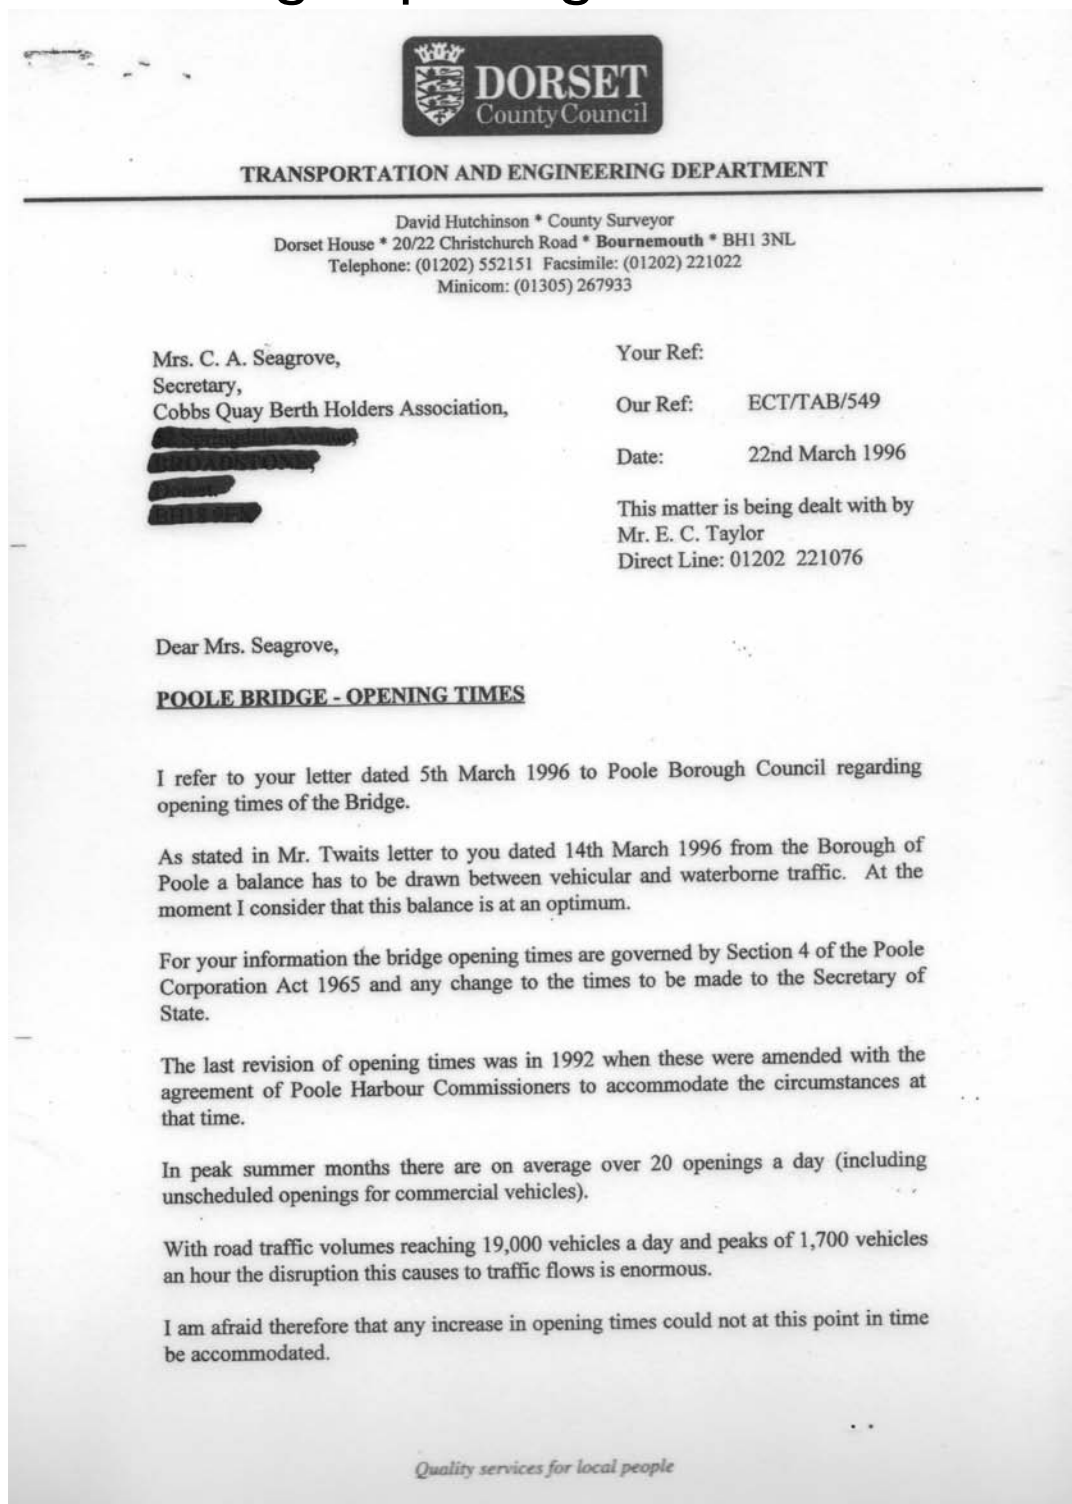 DORSET
County Council
TRANSPORTATION AND ENGINEERING DEPARTMENT
David Hutchinson * County Surveyor
Dorset House * 20/22 Christchurch Road * Bournemouth * BH1 3NL
Telephone: (01202) 552151 Facsimile: (01202) 221022
Minicom: (01305) 267933
Mrs. C. A. Seagrove,
Secretary,
Cobbs Quay Berth Holders Association,
Your Ref:
Our Ref: ECT/TAB/549
Date: 22nd March 1996
This matter is being dealt with by
Mr. E. C. Taylor
Direct Line: 01202 221076
Dear Mrs. Seagrove,
POOLE BRIDGE - OPENING TIMES
I refer to your letter dated 5th March 1996 to Poole Borough Council regarding
opening times of the Bridge.
As stated in Mr. Twaits letter to you dated 14th March 1996 from the Borough of
Poole a balance has to be drawn between vehicular and waterborne traffic. At the
moment I consider that this balance is at an optimum.
For your information the bridge opening times are governed by Section 4 of the Poole
Corporation Act 1965 and any change to the times to be made to the Secretary of
State.
The last revision of opening times was in 1992 when these were amended with the
agreement of Poole Harbour Commissioners to accommodate the circumstances at
that time.
In peak summer months there are on average over 20 openings a day (including
unscheduled openings for commercial vehicles).
With road traffic volumes reaching 19,000 vehicles a day and peaks of 1,700 vehicles
an hour the disruption this causes to traffic flows is enormous.
I am afraid therefore that any increase in opening times could not at this point in time
be accommodated.
Quality services for local people